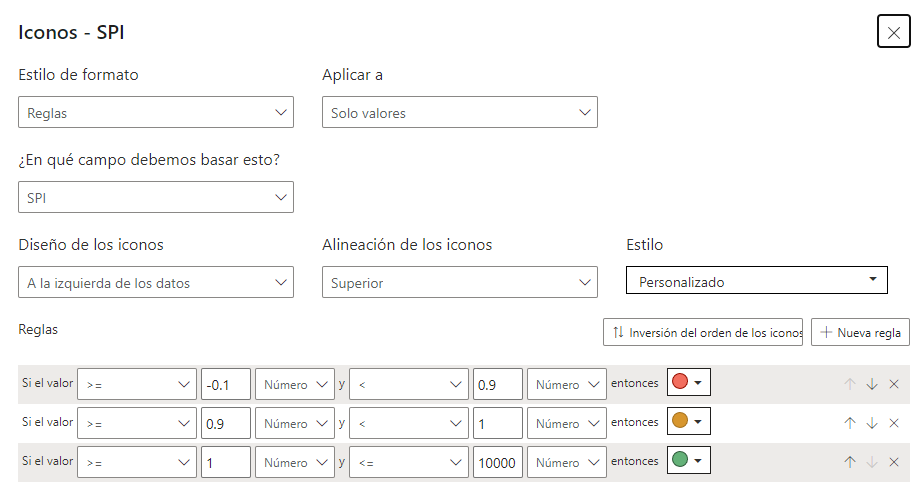 Iconos - SPI
Estilo de formato Aplicar a
Reglas Solo valores
¿En qué campo debemos basar esto?
SPI
Diseño de los iconos Alineación de los iconos Estilo
A la izquierda de los datos Superior Personalizado
Reglas Inversión del orden de los iconos + Nueva regla
Si el valor >= -0.1 Número y < 0.9 Número entonces
Si el valor >= 0.9 Número y < 1 Número entonces
Si el valor >= 1 Número y <= 10000 Número entonces